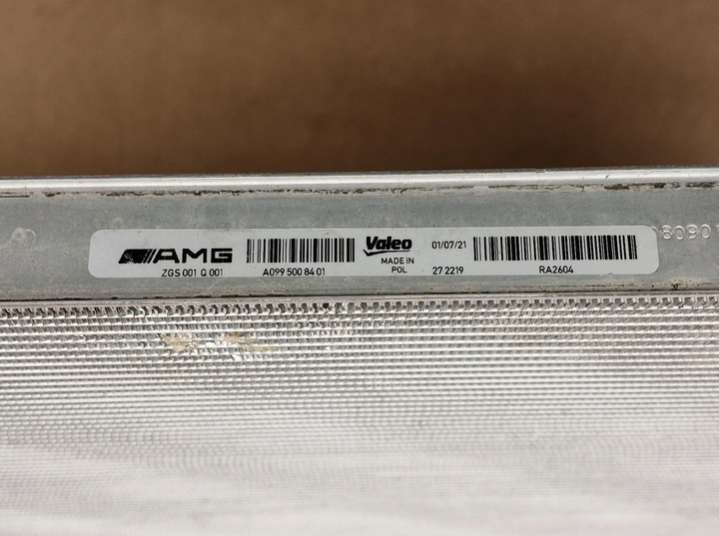 AMG
ZGS 001 Q 001
A099 500 84 01
Valeo
MADE IN
POL
01/07/21
27 2219
RA2604